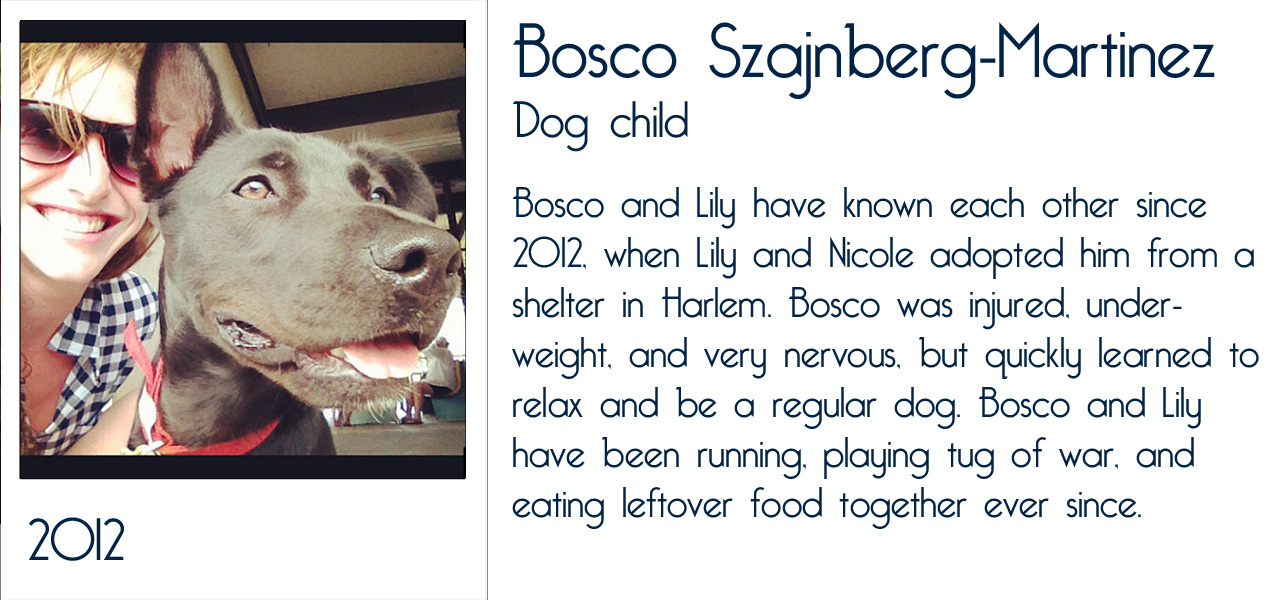 Bosco Szajnberg-Martinez
Dog child
Bosco and Lily have known each other since
2012, when Lily and Nicole adopted him from a
shelter in Harlem. Bosco was injured, under-
weight, and very nervous, but quickly learned to
relax and be a regular dog. Bosco and Lily
have been running, playing tug of war, and
eating leftover food together ever since.
2012